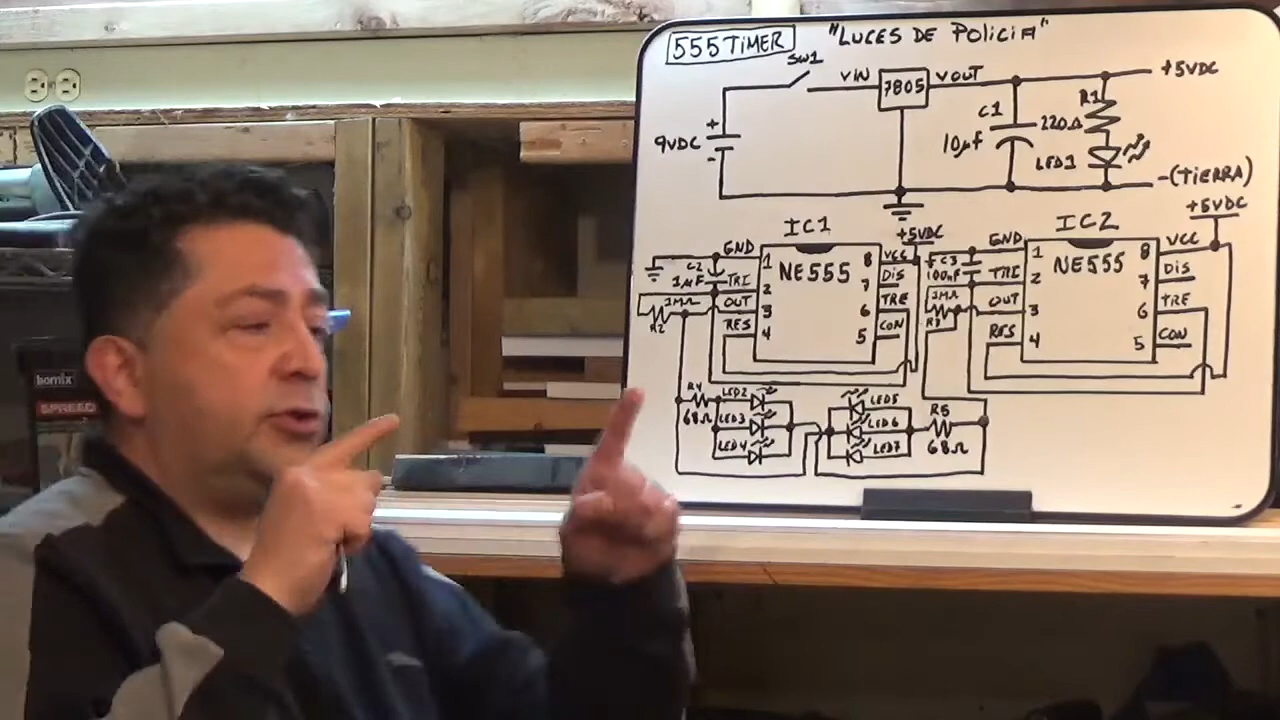 555 TIMER "LUCES DE POLICIA"
SW1
VIN 7805 VOUT +5VDC
9VDC + -
C1 10µf
R1 220Ω
LED1
-(TIERRA)
IC1
NE555
GND TRI OUT RES
1 2 3 4
8 7 6 5
VCC DIS TRE CON
+5VDC
C2 1µF
1MΩ
R2
IC2
NE555
GND TRI OUT RES
1 2 3 4
8 7 6 5
VCC DIS TRE CON
+5VDC
C3 100nF
1MΩ
R3
R4 68Ω
LED2
LED3
LED4
LED5
LED6
LED7
R5 68Ω
homix
SPREED